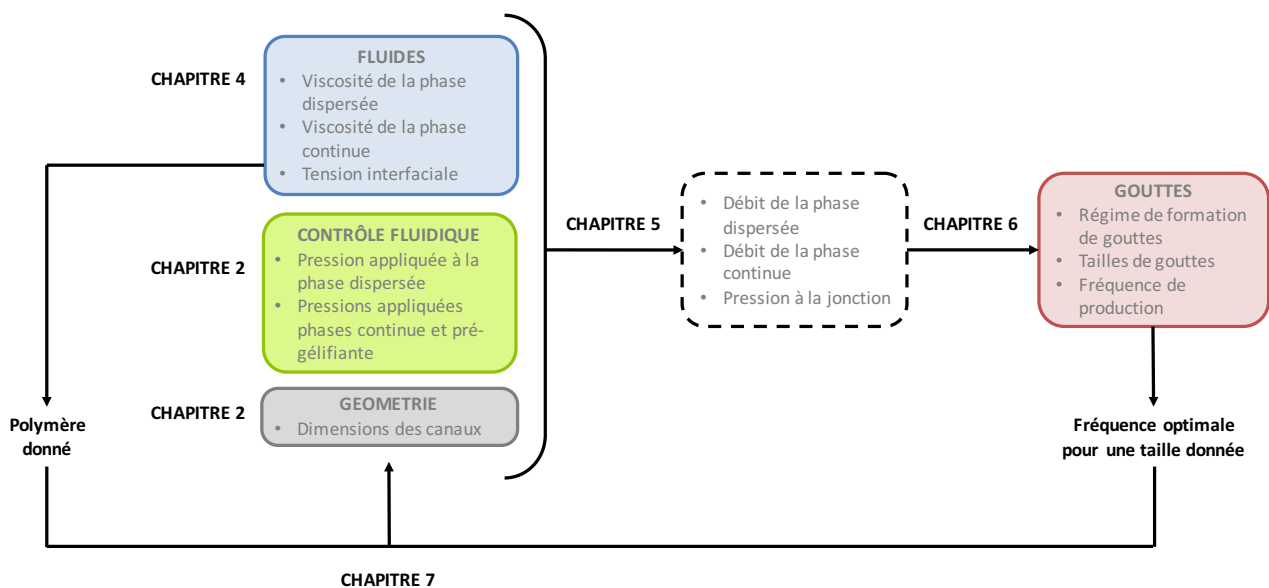 FLUIDES
CHAPITRE 4
• Viscosité de la phase
dispersée
• Viscosité de la phase
continue
• Tension interfaciale
CONTRÔLE FLUIDIQUE
CHAPITRE 2
• Pression appliquée à la
phase dispersée
• Pressions appliquées
phases continue et pré-
gélifiante
CHAPITRE 2
GEOMETRIE
• Dimensions des canaux
CHAPITRE 5
• Débit de la phase
dispersée
• Débit de la phase
continue
• Pression à la jonction
CHAPITRE 6
GOUTTES
• Régime de formation
de gouttes
• Tailles de gouttes
• Fréquence de
production
Polymère
donné
Fréquence optimale
pour une taille donnée
CHAPITRE 7